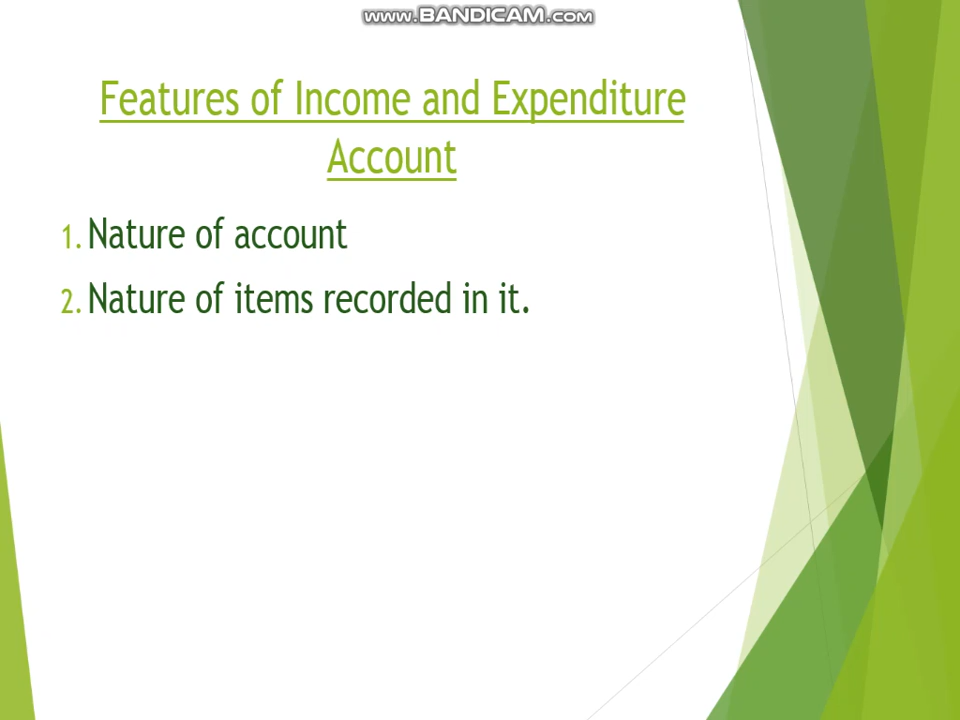 www.BANDICAM.com
Features of Income and Expenditure
Account
1. Nature of account
2. Nature of items recorded in it.